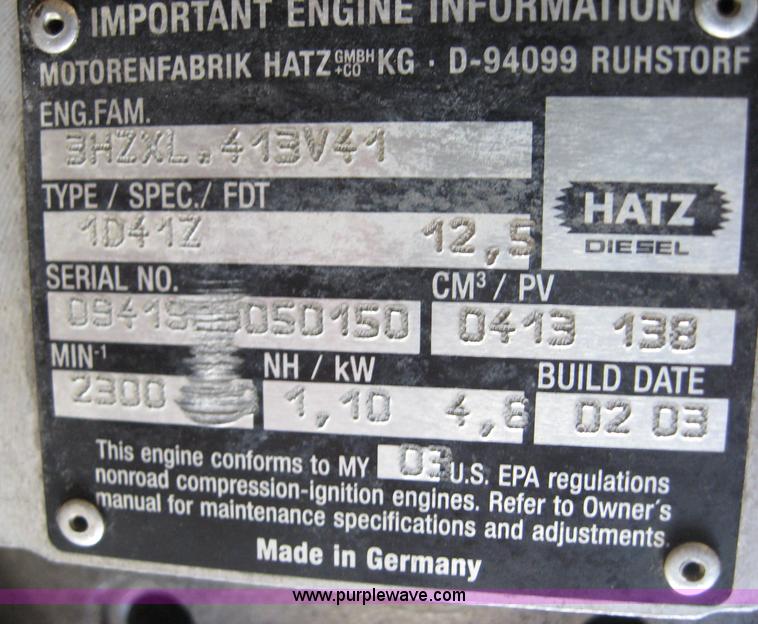 IMPORTANT ENGINE INFORMATION
MOTORENFABRIK HATZ GMBH +CO KG · D-94099 RUHSTORF
ENG.FAM.
3HZXL.413V41
TYPE / SPEC./ FDT
1D41Z 12,5
HATZ
DIESEL
SERIAL NO. CM³ / PV
050150 0413 138
MIN-1 NH / kW BUILD DATE
2300 1,10 02 03
This engine conforms to MY 03 U.S. EPA regulations
nonroad compression-ignition engines. Refer to Owner's
manual for maintenance specifications and adjustments.
Made in Germany
www.purplewave.com